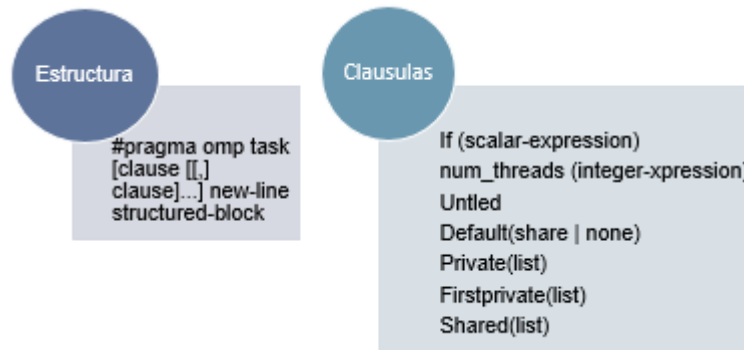 Estructura
#pragma omp task
[clause [[,]
clause]...] new-line
structured-block
Clausulas
If (scalar-expression)
num_threads (integer-xpression)
Untled
Default(share | none)
Private(list)
Firstprivate(list)
Shared(list)